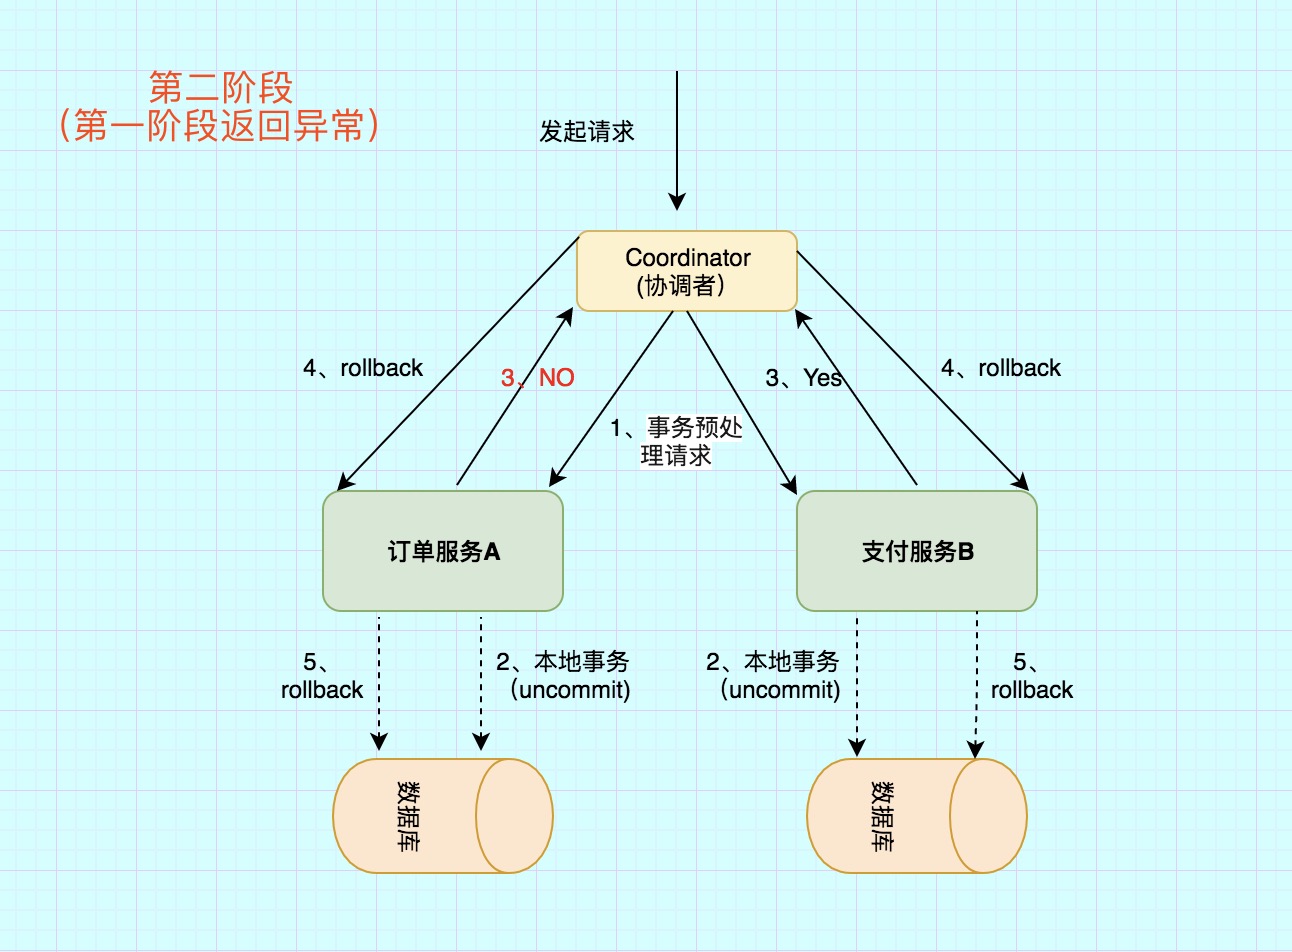 第二阶段
（第一阶段返回异常）
发起请求
Coordinator
(协调者）
4、rollback
3、NO
3、Yes
4、rollback
1、事务预处
理请求
订单服务A
支付服务B
5、
rollback
2、本地事务
（uncommit)
2、本地事务
（uncommit)
5、
rollback
数据库
数据库